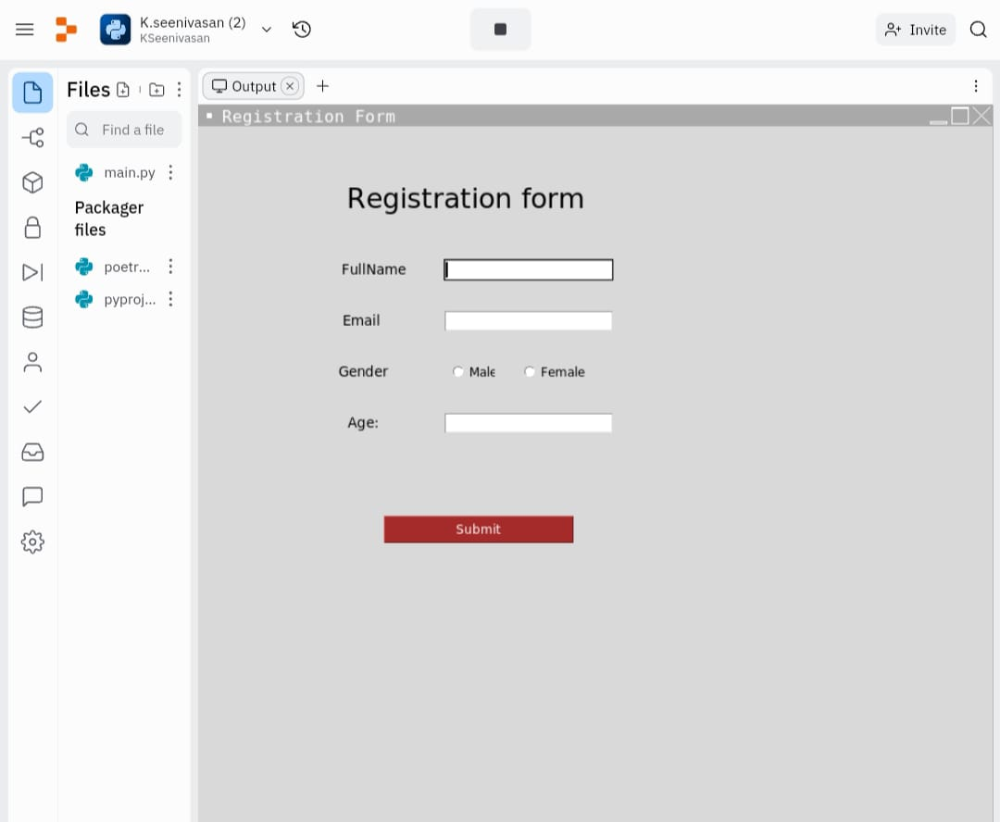 K.seenivasan (2)
KSeenivasan
Invite
Files
Output
Registration Form
Find a file
main.py
Packager
files
poetr...
pyproj...
Registration form
FullName
Email
Gender
Male
Female
Age:
Submit